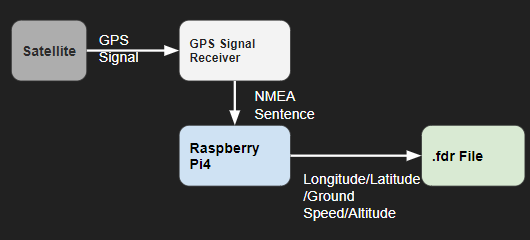 Satellite
GPS
Signal
GPS Signal
Receiver
NMEA
Sentence
Raspberry
Pi4
Longitude/Latitude
/Ground
Speed/Altitude
.fdr File